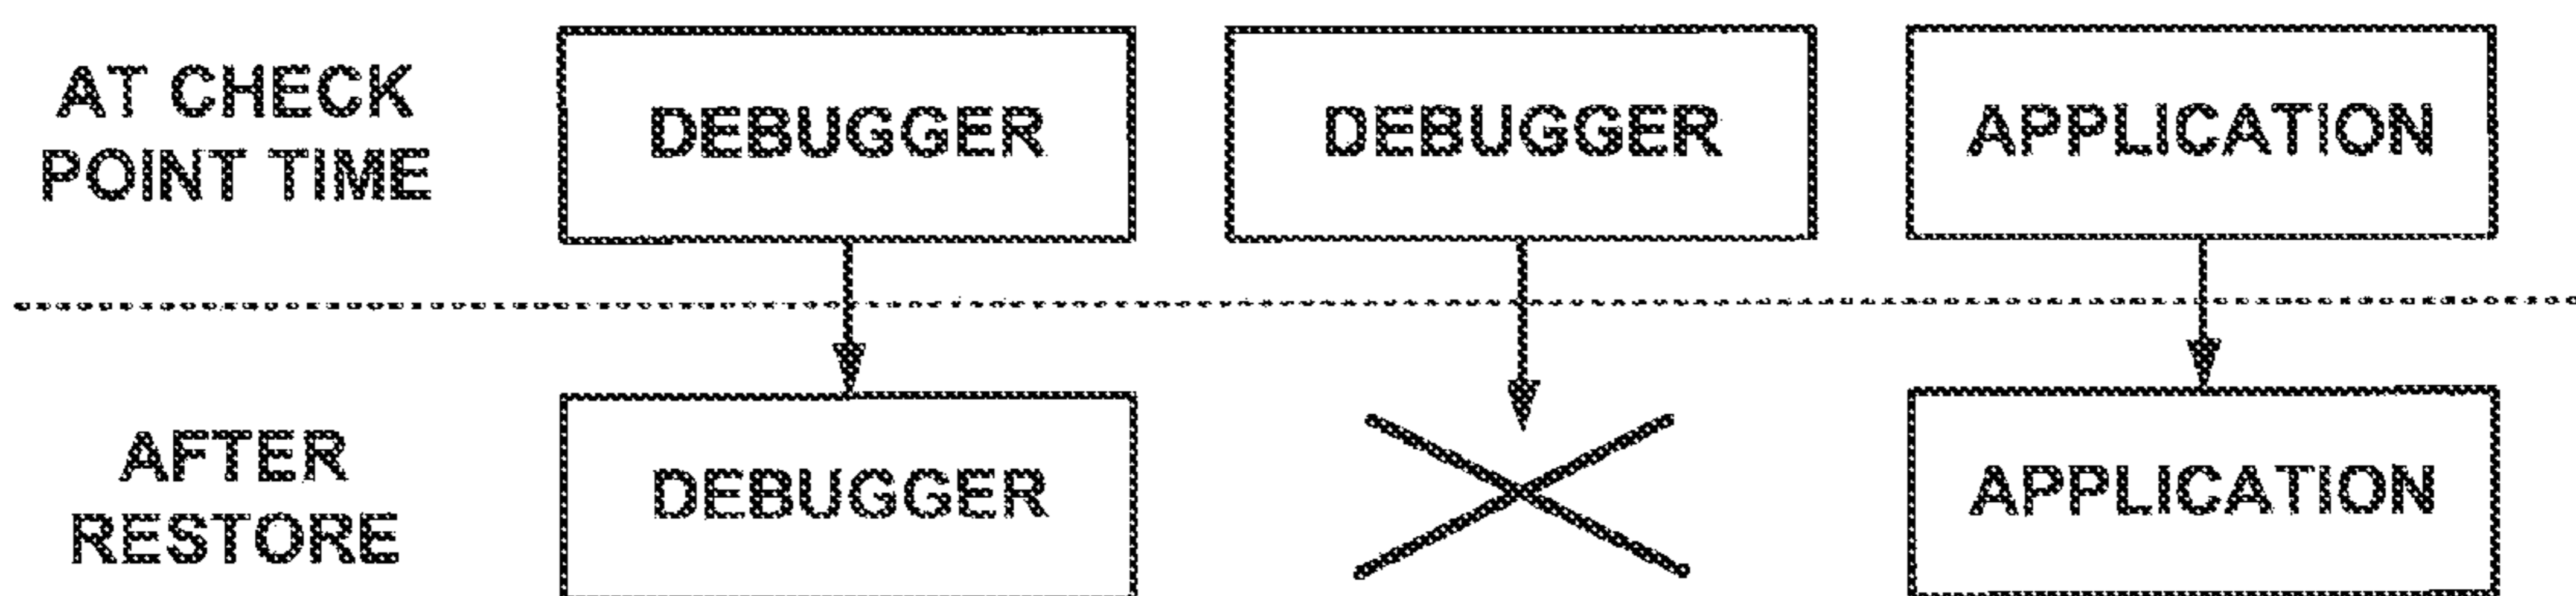 AT CHECK
POINT TIME
DEBUGGER
DEBUGGER
APPLICATION
AFTER
RESTORE
DEBUGGER
APPLICATION